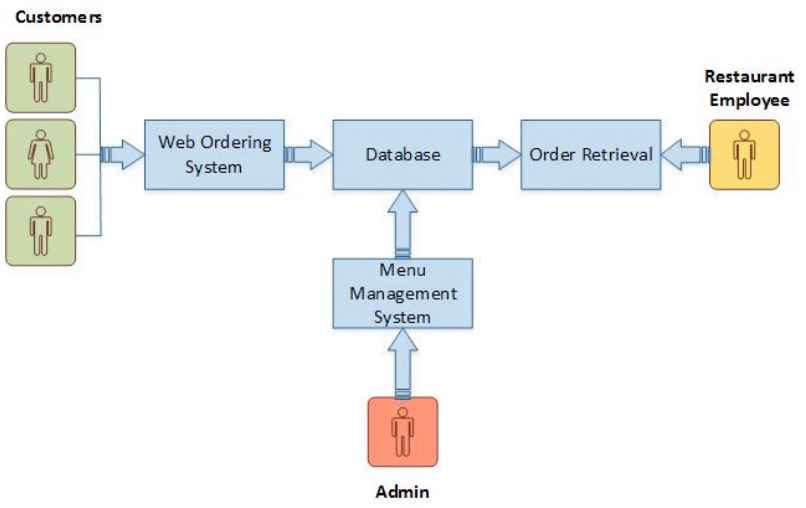 Customers
Restaurant
Employee
Web Ordering
System
Database
Order Retrieval
Menu
Management
System
Admin